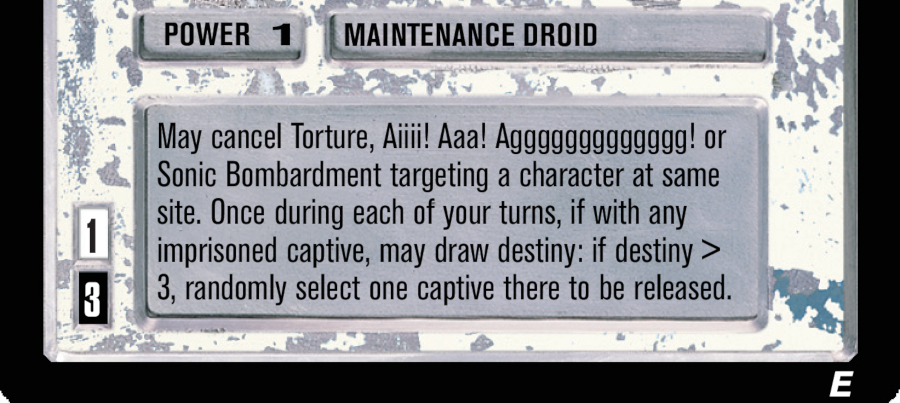 POWER 1 MAINTENANCE DROID
May cancel Torture, Aiiii! Aaa! Agggggggggggggg! or
Sonic Bombardment targeting a character at same
site. Once during each of your turns, if with any
imprisoned captive, may draw destiny: if destiny >
3, randomly select one captive there to be released.
1
3
E